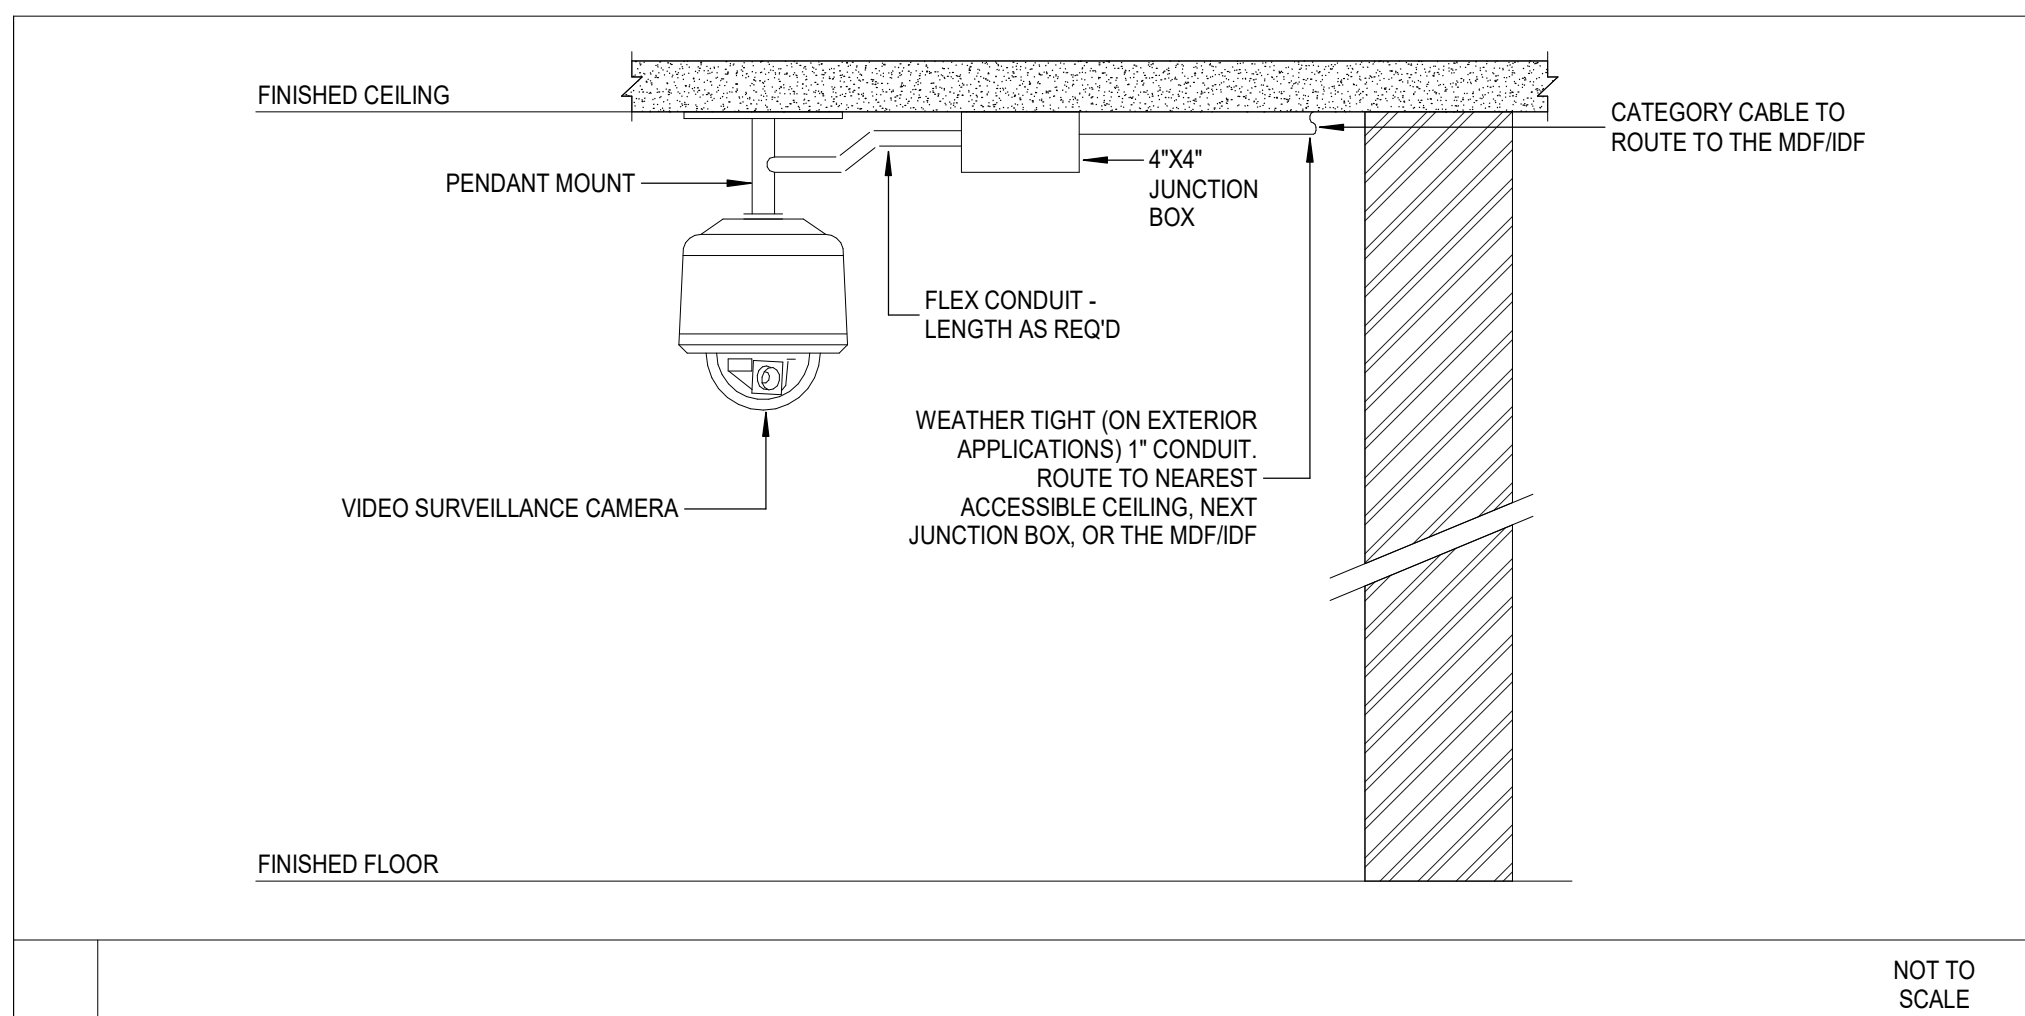 FINISHED CEILING
CATEGORY CABLE TO
ROUTE TO THE MDF/IDF
PENDANT MOUNT
4"X4"
JUNCTION
BOX
FLEX CONDUIT -
LENGTH AS REQ'D
WEATHER TIGHT (ON EXTERIOR
APPLICATIONS) 1" CONDUIT.
ROUTE TO NEAREST
ACCESSIBLE CEILING, NEXT
JUNCTION BOX, OR THE MDF/IDF
VIDEO SURVEILLANCE CAMERA
FINISHED FLOOR
NOT TO
SCALE